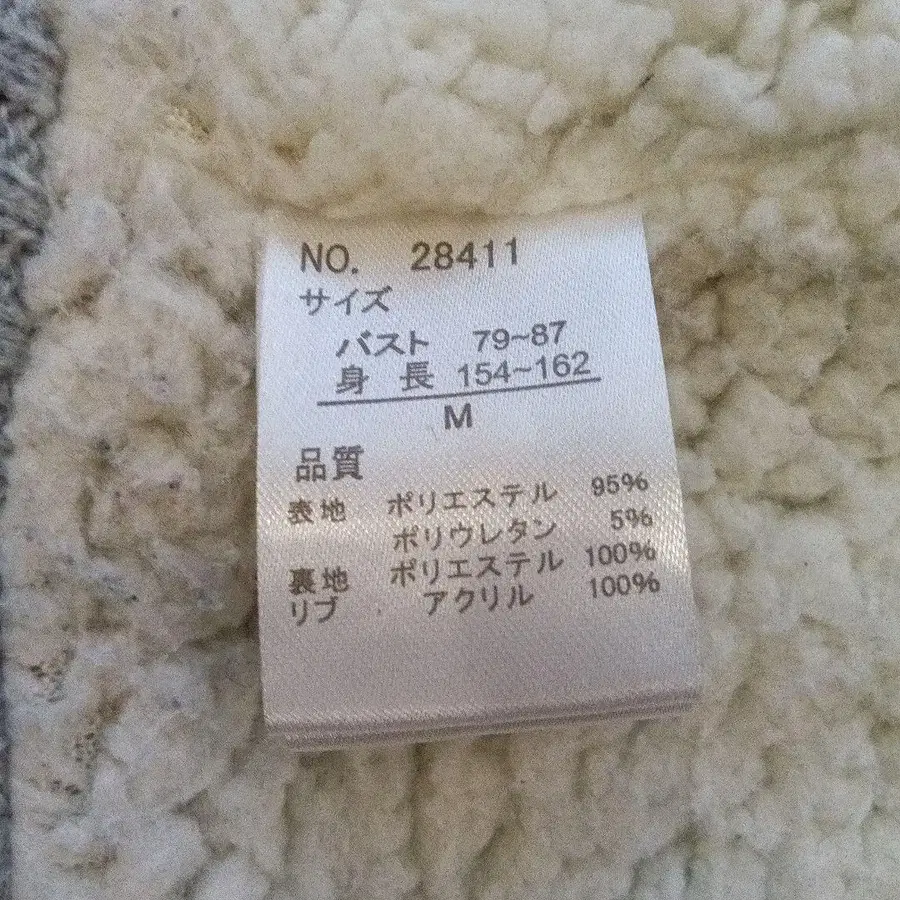 NO. 28411
サイズ
バスト 79~87
身 長 154~162
M
品質
表地 ポリエステル 95%
ポリウレタン 5%
裏地 ポリエステル 100%
リブ アクリル 100%